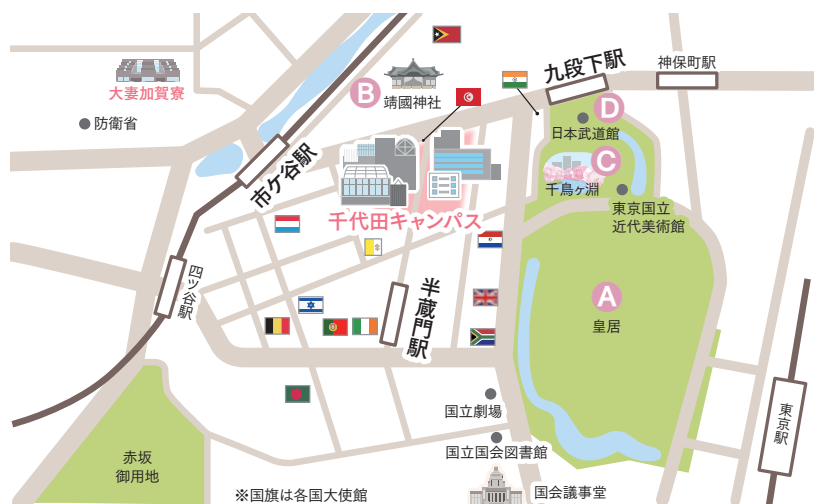 大妻加賀寮
防衛省
B
靖國神社
九段下駅
神保町駅
D
日本武道館
C
千鳥ヶ淵
東京国立
近代美術館
市ケ谷駅
千代田キャンパス
四ツ谷駅
半蔵門駅
A
皇居
国立劇場
国立国会図書館
国会議事堂
東京駅
赤坂
御用地
※国旗は各国大使館